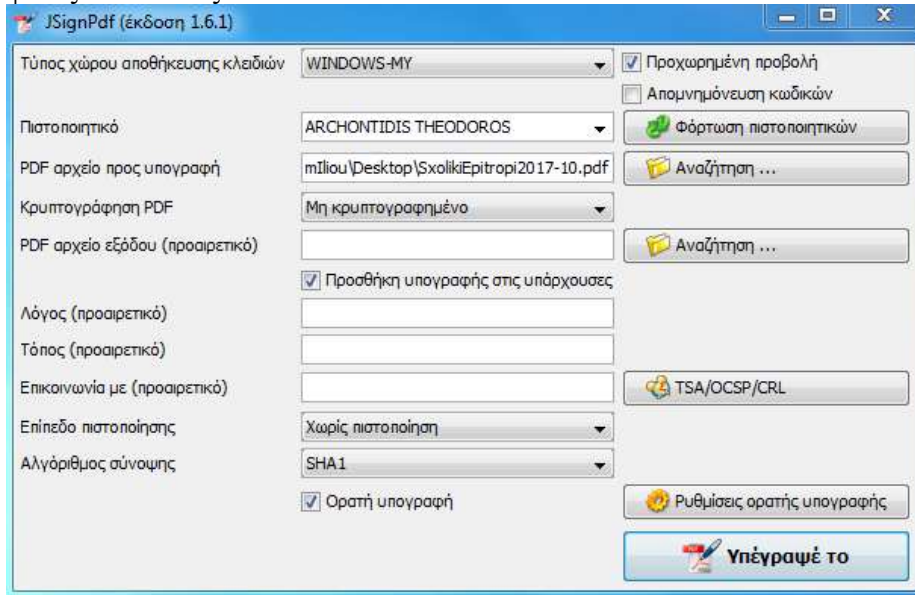 JSignPdf (έκδοση 1.6.1)
Τύπος χώρου αποθήκευσης κλειδιών WINDOWS-MY Προχωρημένη προβολή
Απομνημόνευση κωδικών
Πιστοποιητικό ARCHONTIDIS THEODOROS Φόρτωση πιστοποιητικών
PDF αρχείο προς υπογραφή mIliou\Desktop\SxolikiEpitropi2017-10.pdf Αναζήτηση ...
Κρυπτογράφηση PDF Μη κρυπτογραφημένο
PDF αρχείο εξόδου (προαιρετικό) Αναζήτηση ...
Προσθήκη υπογραφής στις υπάρχουσες
Λόγος (προαιρετικό)
Τόπος (προαιρετικό)
Επικοινωνία με (προαιρετικό) TSA/OCSP/CRL
Επίπεδο πιστοποίησης Χωρίς πιστοποίηση
Αλγόριθμος σύνοψης SHA1
Ορατή υπογραφή Ρυθμίσεις ορατής υπογραφής
Υπέγραψέ το